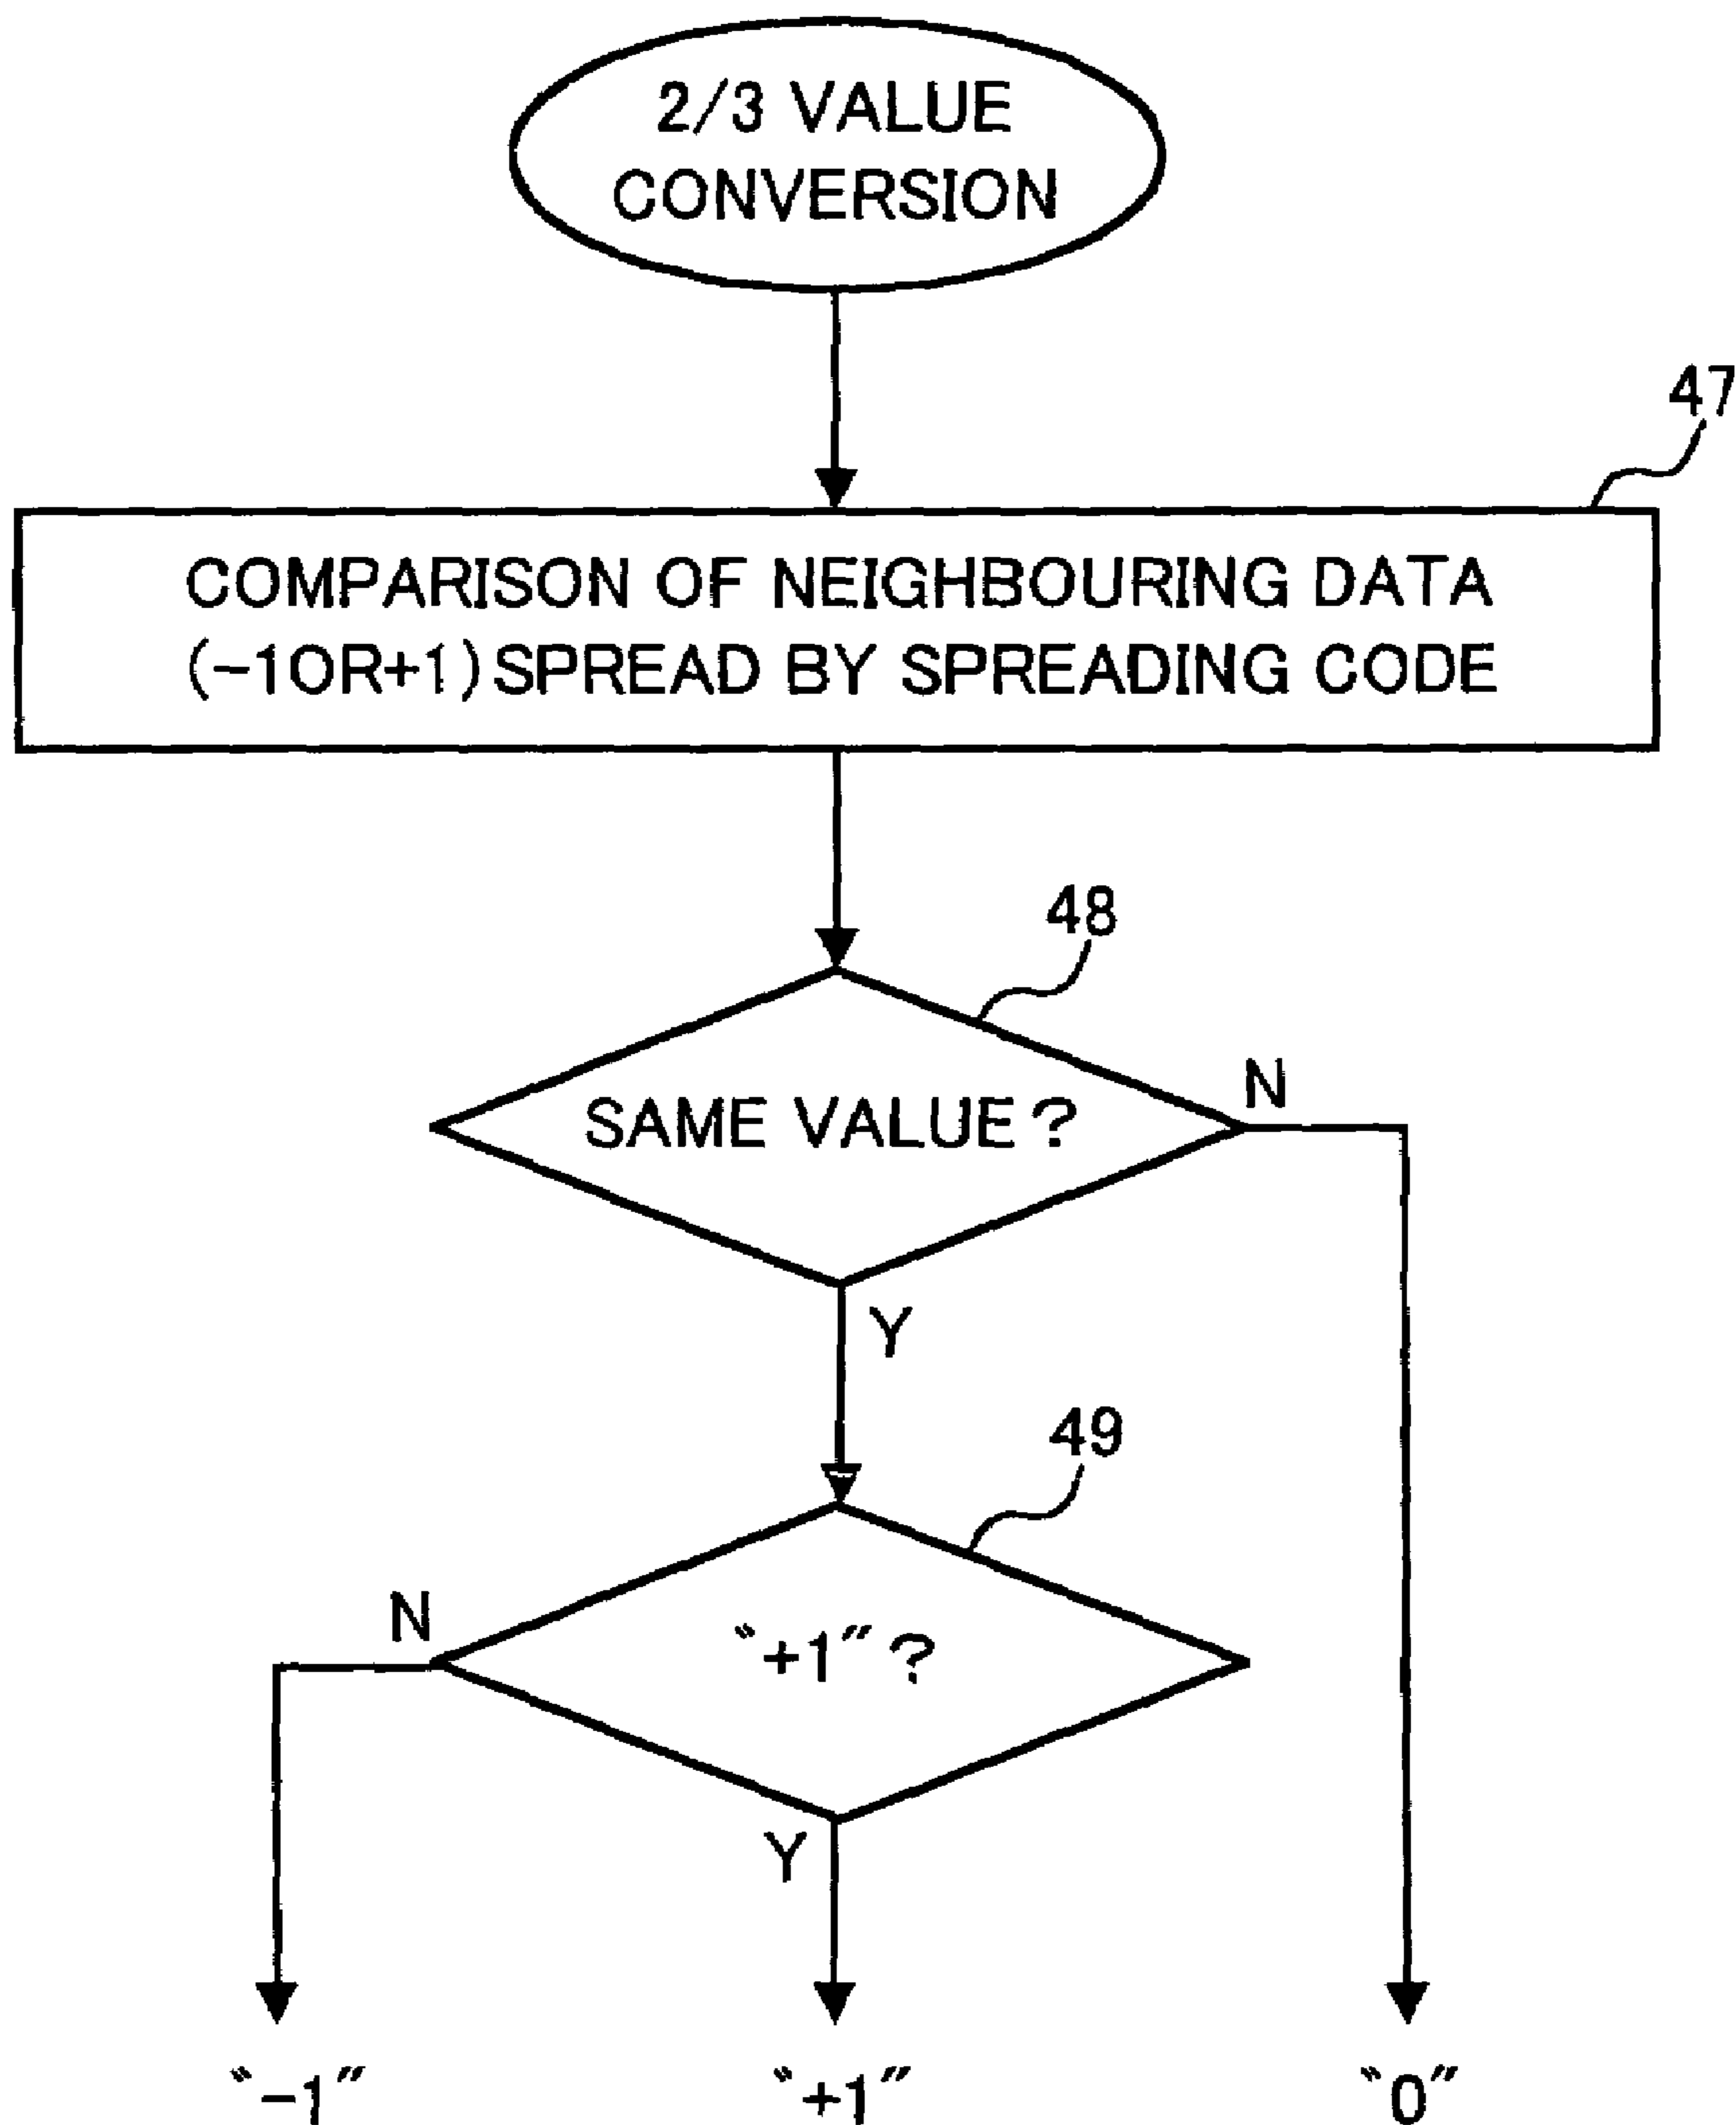 2/3 VALUE
CONVERSION
47
COMPARISON OF NEIGHBOURING DATA
(-1OR+1) SPREAD BY SPREADING CODE
48
SAME VALUE?
N
Y
49
N
"+1"?
Y
"-1"
"+1"
"0"